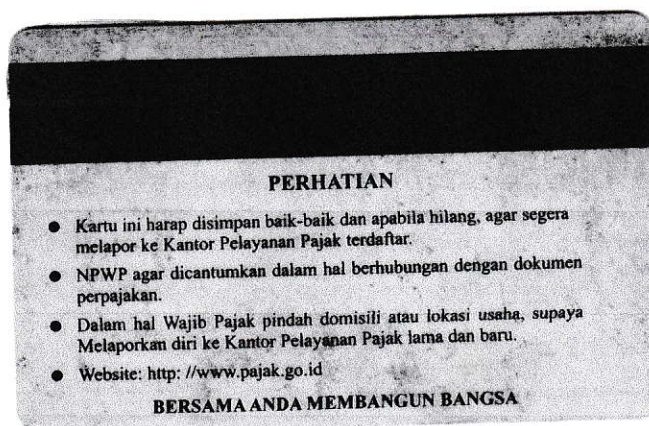 PERHATIAN
● Kartu ini harap disimpan baik-baik dan apabila hilang, agar segera
melapor ke Kantor Pelayanan Pajak terdaftar.
● NPWP agar dicantumkan dalam hal berhubungan dengan dokumen
perpajakan.
● Dalam hal Wajib Pajak pindah domisili atau lokasi usaha, supaya
Melaporkan diri ke Kantor Pelayanan Pajak lama dan baru.
● Website: http: //www.pajak.go.id
BERSAMA ANDA MEMBANGUN BANGSA